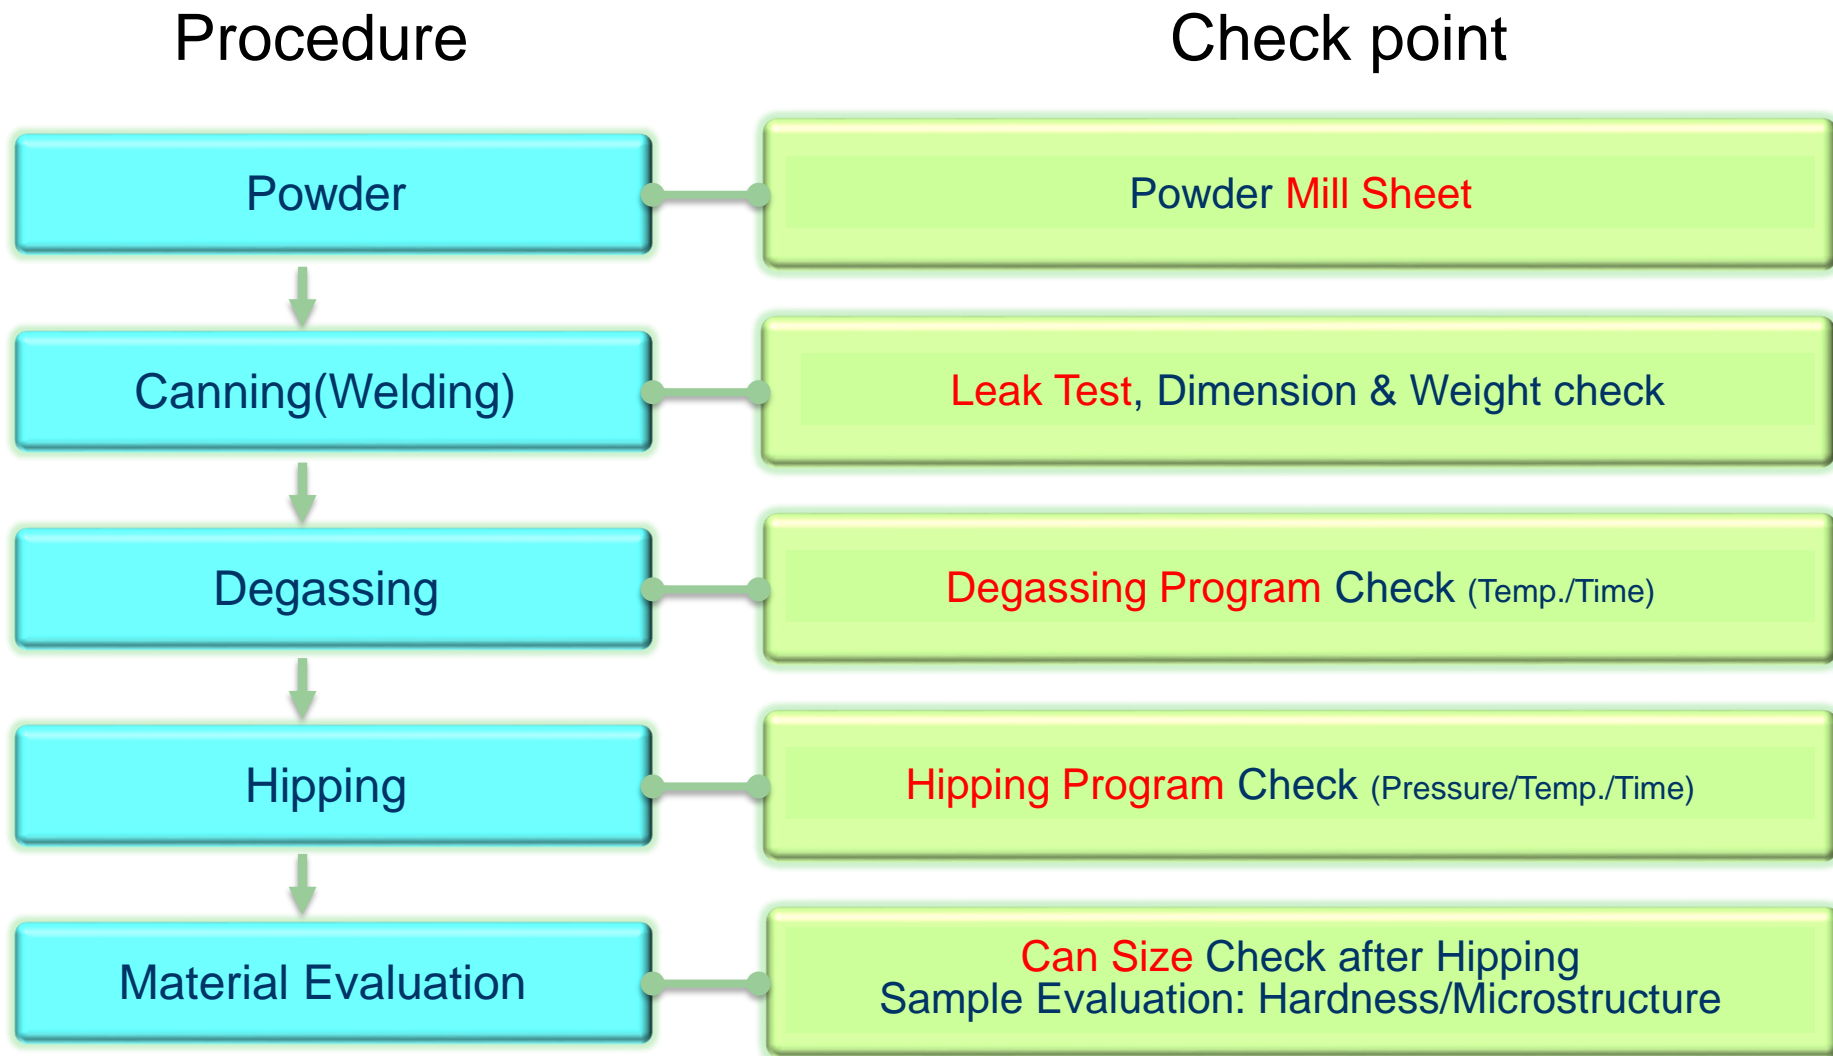 Procedure
Check point
Powder
Powder Mill Sheet
Canning(Welding)
Leak Test, Dimension & Weight check
Degassing
Degassing Program Check (Temp./Time)
Hipping
Hipping Program Check (Pressure/Temp./Time)
Material Evaluation
Can Size Check after Hipping
Sample Evaluation: Hardness/Microstructure